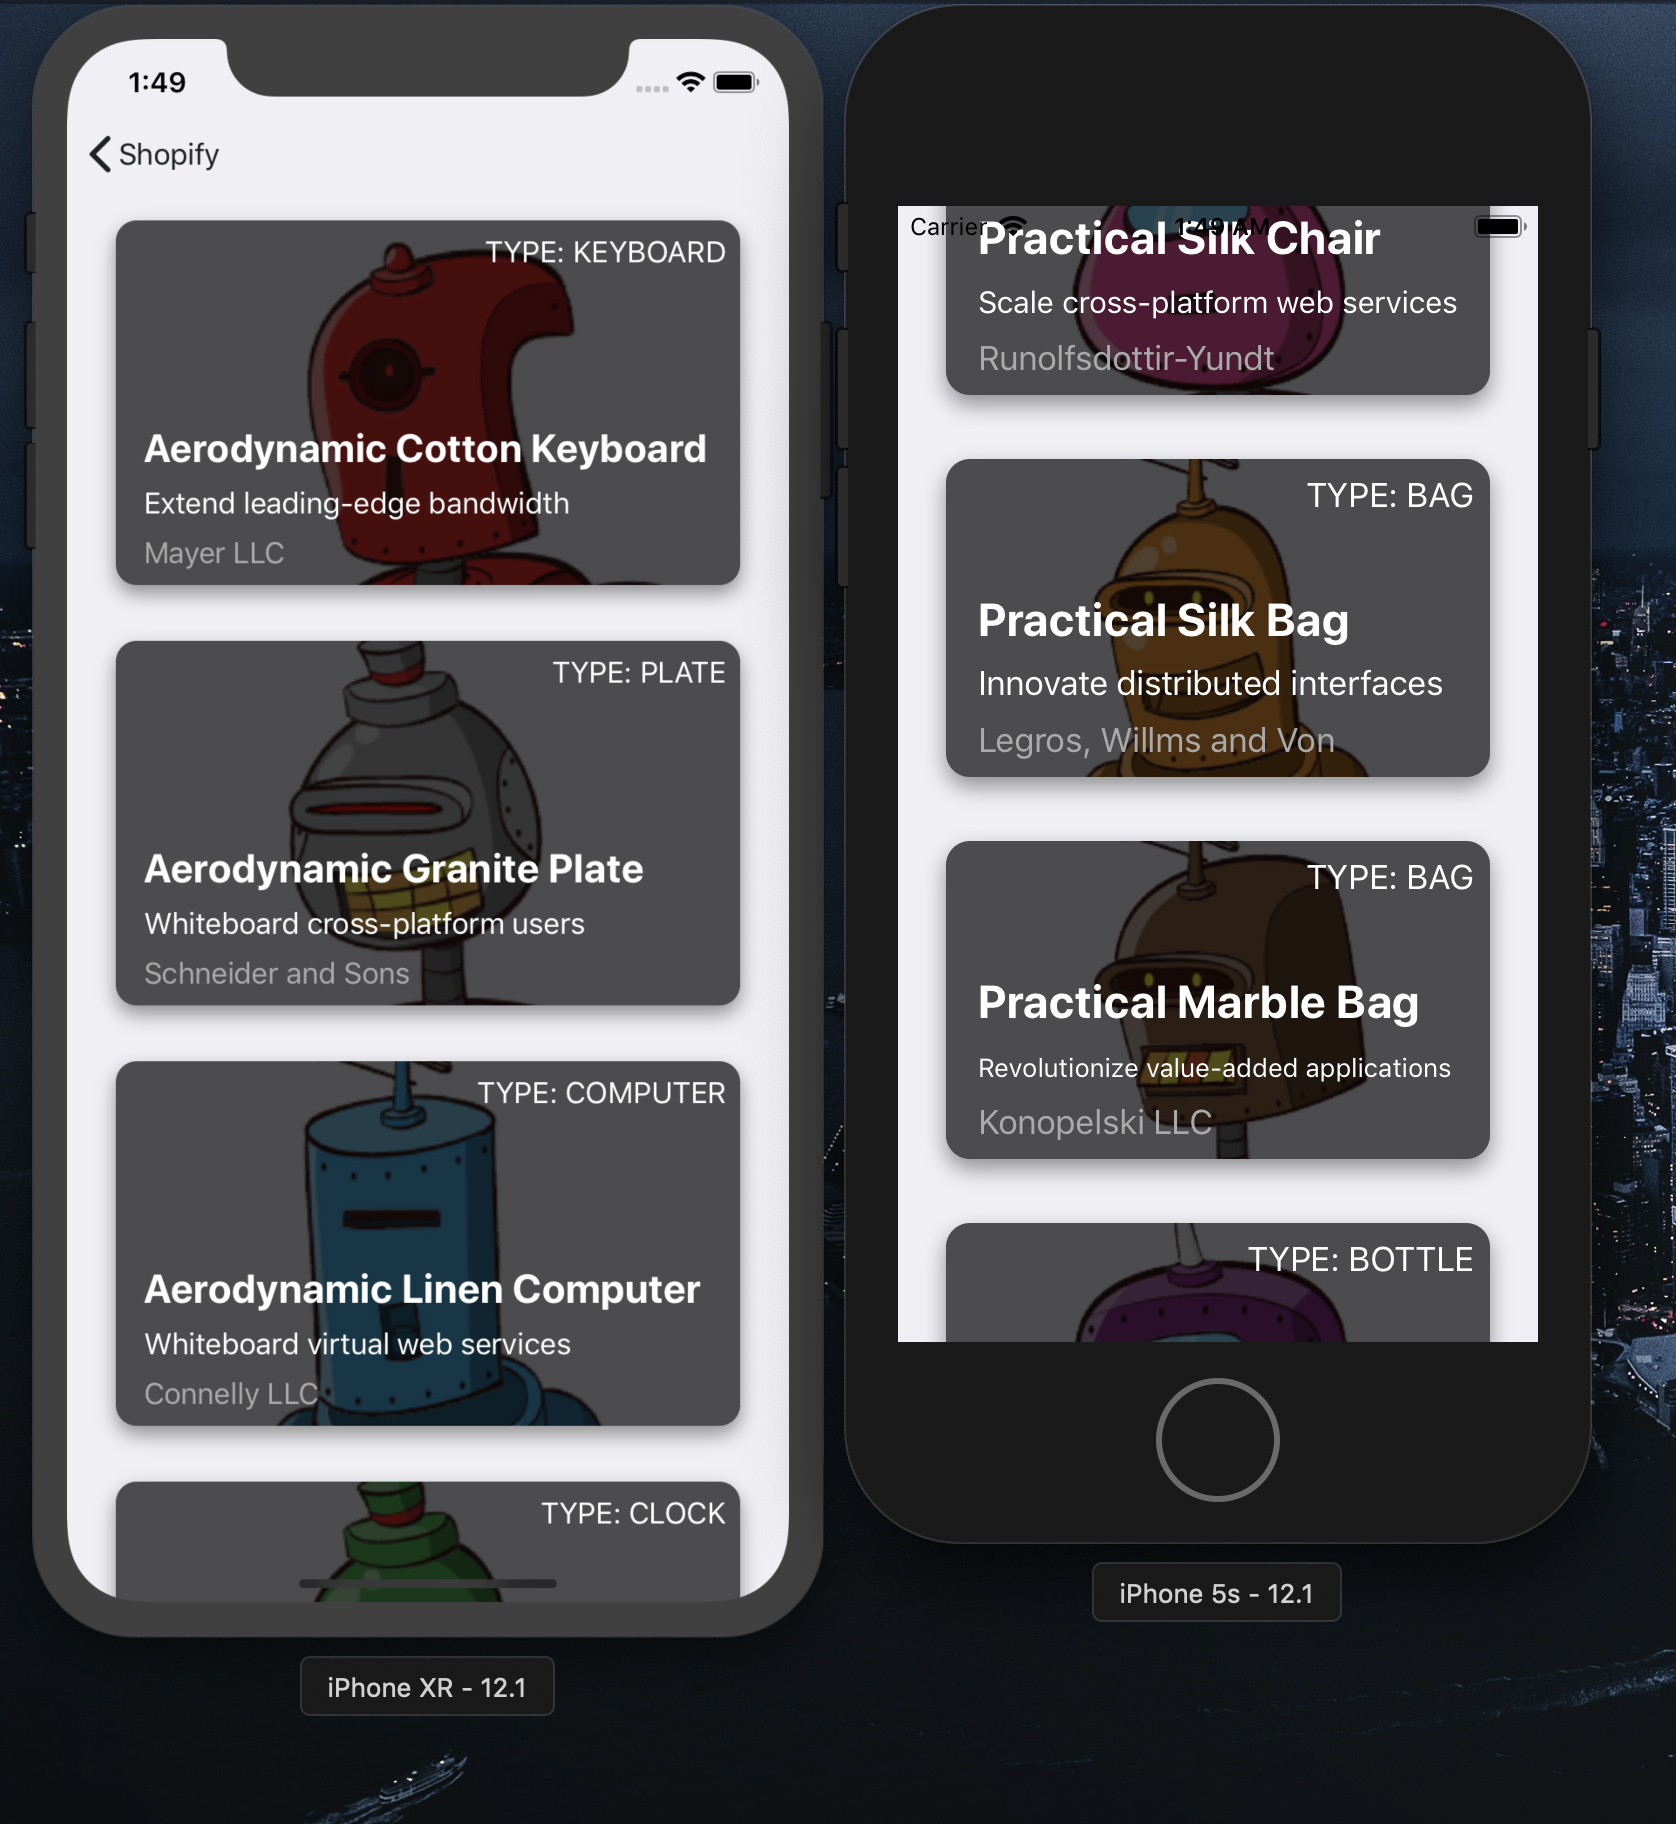 1:49
Shopify
TYPE: KEYBOARD
Aerodynamic Cotton Keyboard
Extend leading-edge bandwidth
Mayer LLC
TYPE: PLATE
Aerodynamic Granite Plate
Whiteboard cross-platform users
Schneider and Sons
TYPE: COMPUTER
Aerodynamic Linen Computer
Whiteboard virtual web services
Connelly LLC
TYPE: CLOCK
iPhone XR - 12.1
Carrier 1:49 AM
Practical Silk Chair
Scale cross-platform web services
Runolfsdottir-Yundt
TYPE: BAG
Practical Silk Bag
Innovate distributed interfaces
Legros, Willms and Von
TYPE: BAG
Practical Marble Bag
Revolutionize value-added applications
Konopelski LLC
TYPE: BOTTLE
iPhone 5s - 12.1